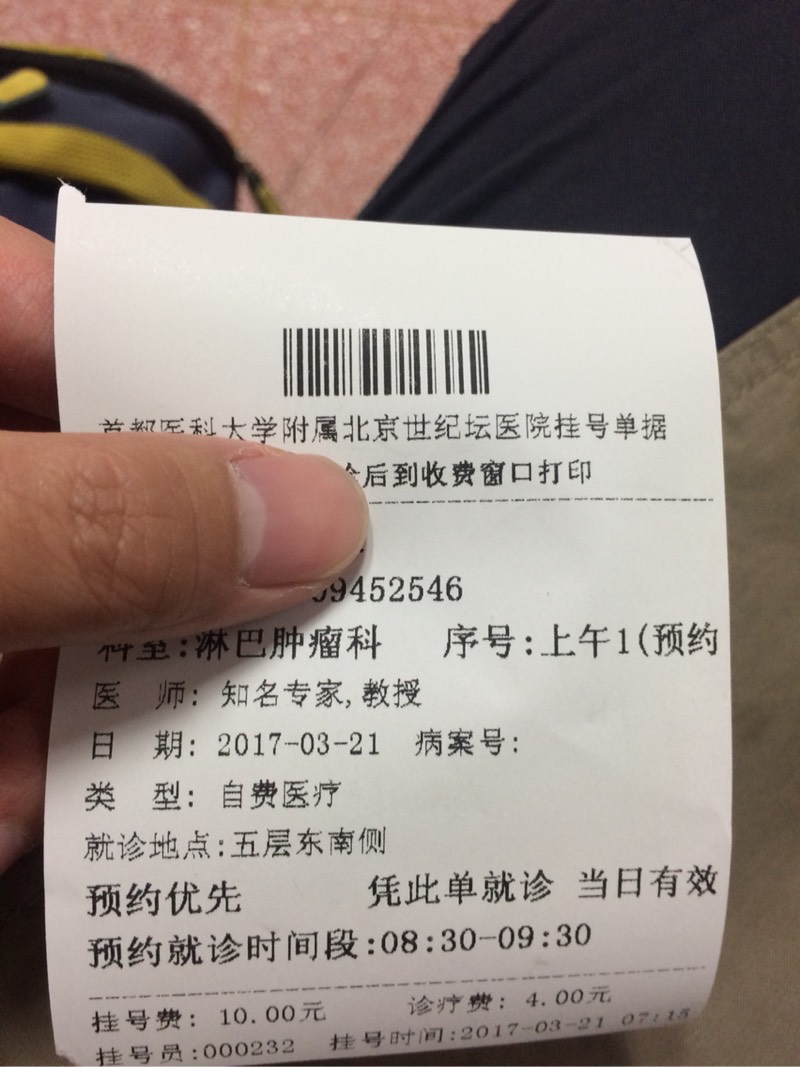 首都医科大学附属北京世纪坛医院挂号单据
后到收费窗口打印
9452546
科室:淋巴肿瘤科 序号:上午1(预约
医 师: 知名专家,教授
日 期: 2017-03-21 病案号:
类 型: 自费医疗
就诊地点:五层东南侧
预约优先 凭此单就诊 当日有效
预约就诊时间段:08:30-09:30
挂号费: 10.00元 诊疗费: 4.00元
挂号员:000232 挂号时间:2017-03-21 07:15